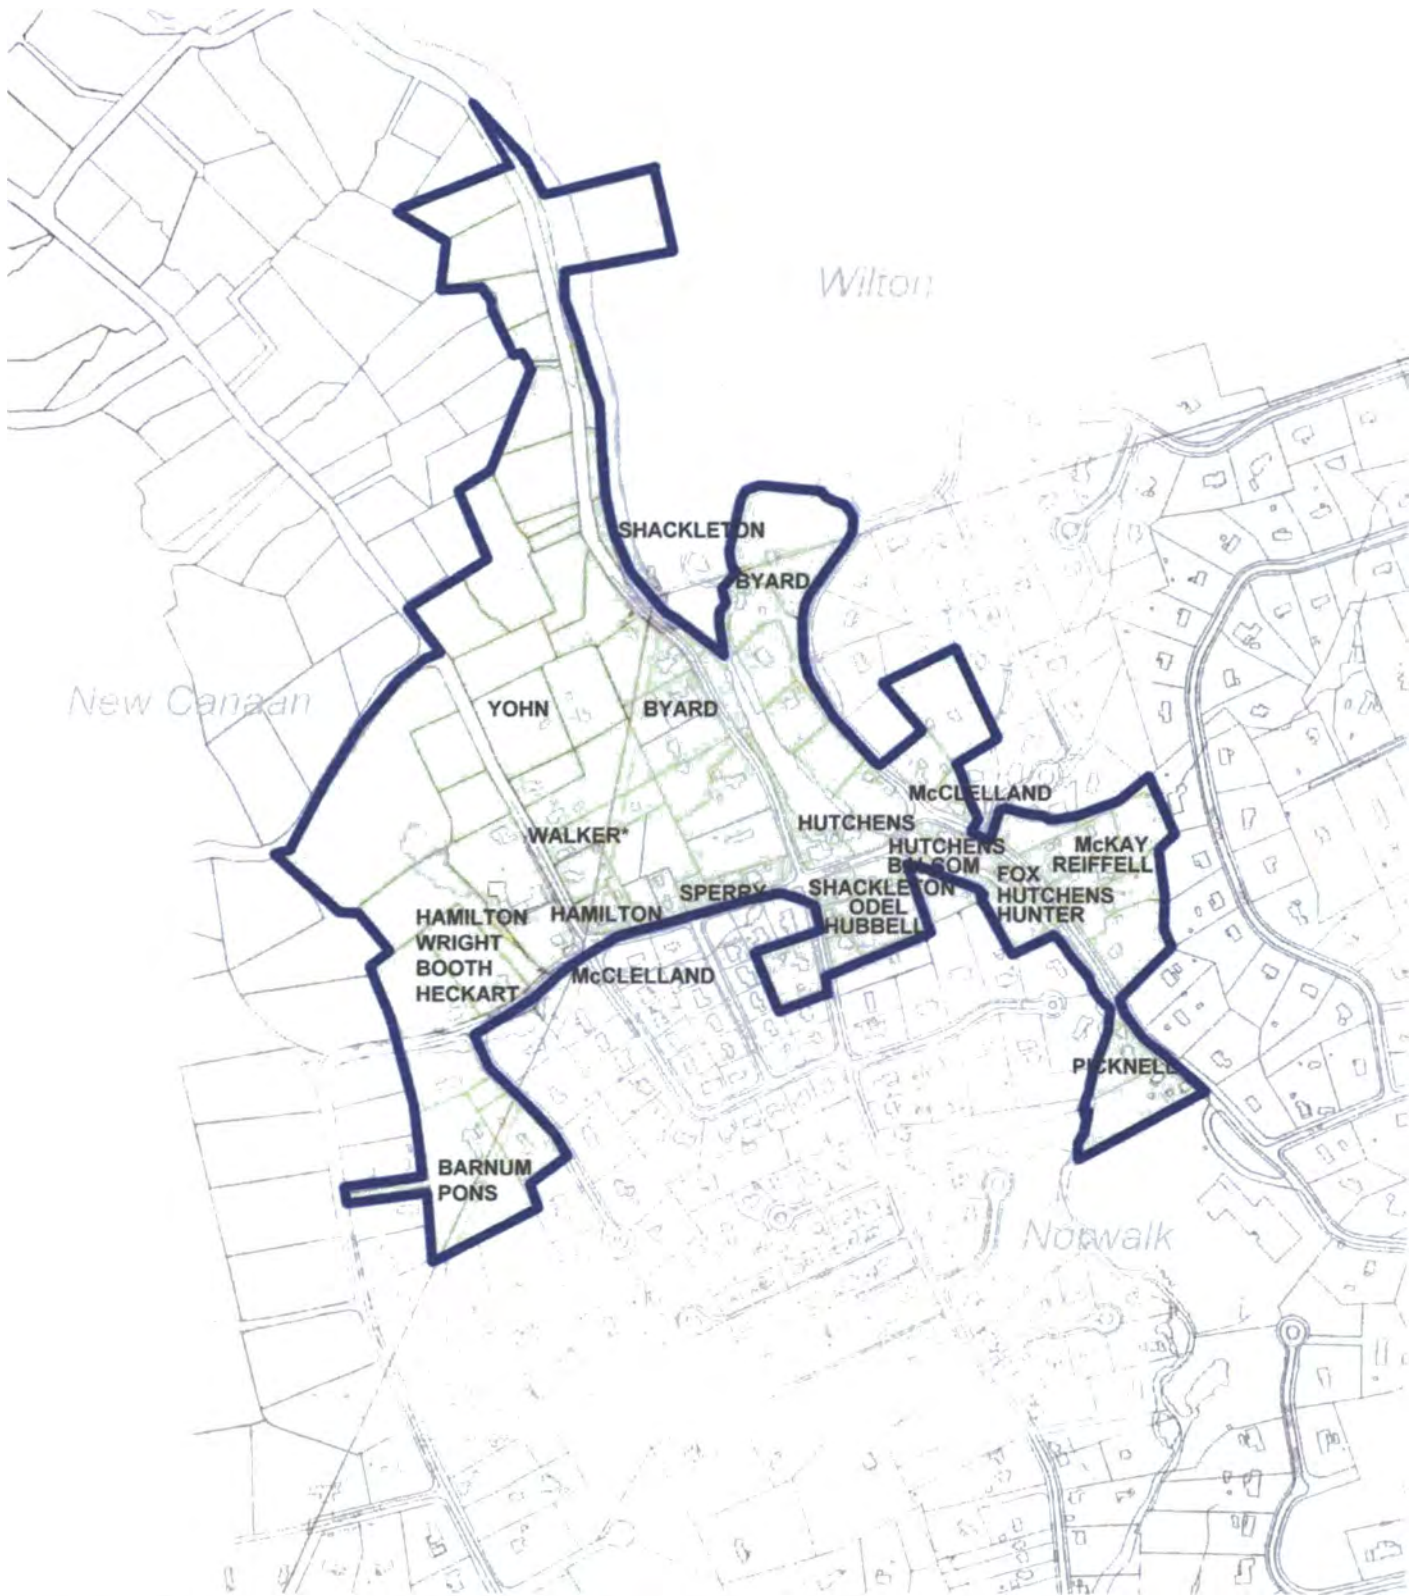 Wilton
SHACKLETON
BYARD
New Canaan
YOHN
BYARD
McCLELLAND
HUTCHENS
WALKER*
HUTCHENS
McKAY
REIFFELL
FOX
HUTCHENS
HUNTER
SPERRY
SHACKLETON
ODEL
HUBBELL
HAMILTON
HAMILTON
WRIGHT
BOOTH
HECKART
McCLELLAND
PICKNELL
BARNUM
PONS
Norwalk